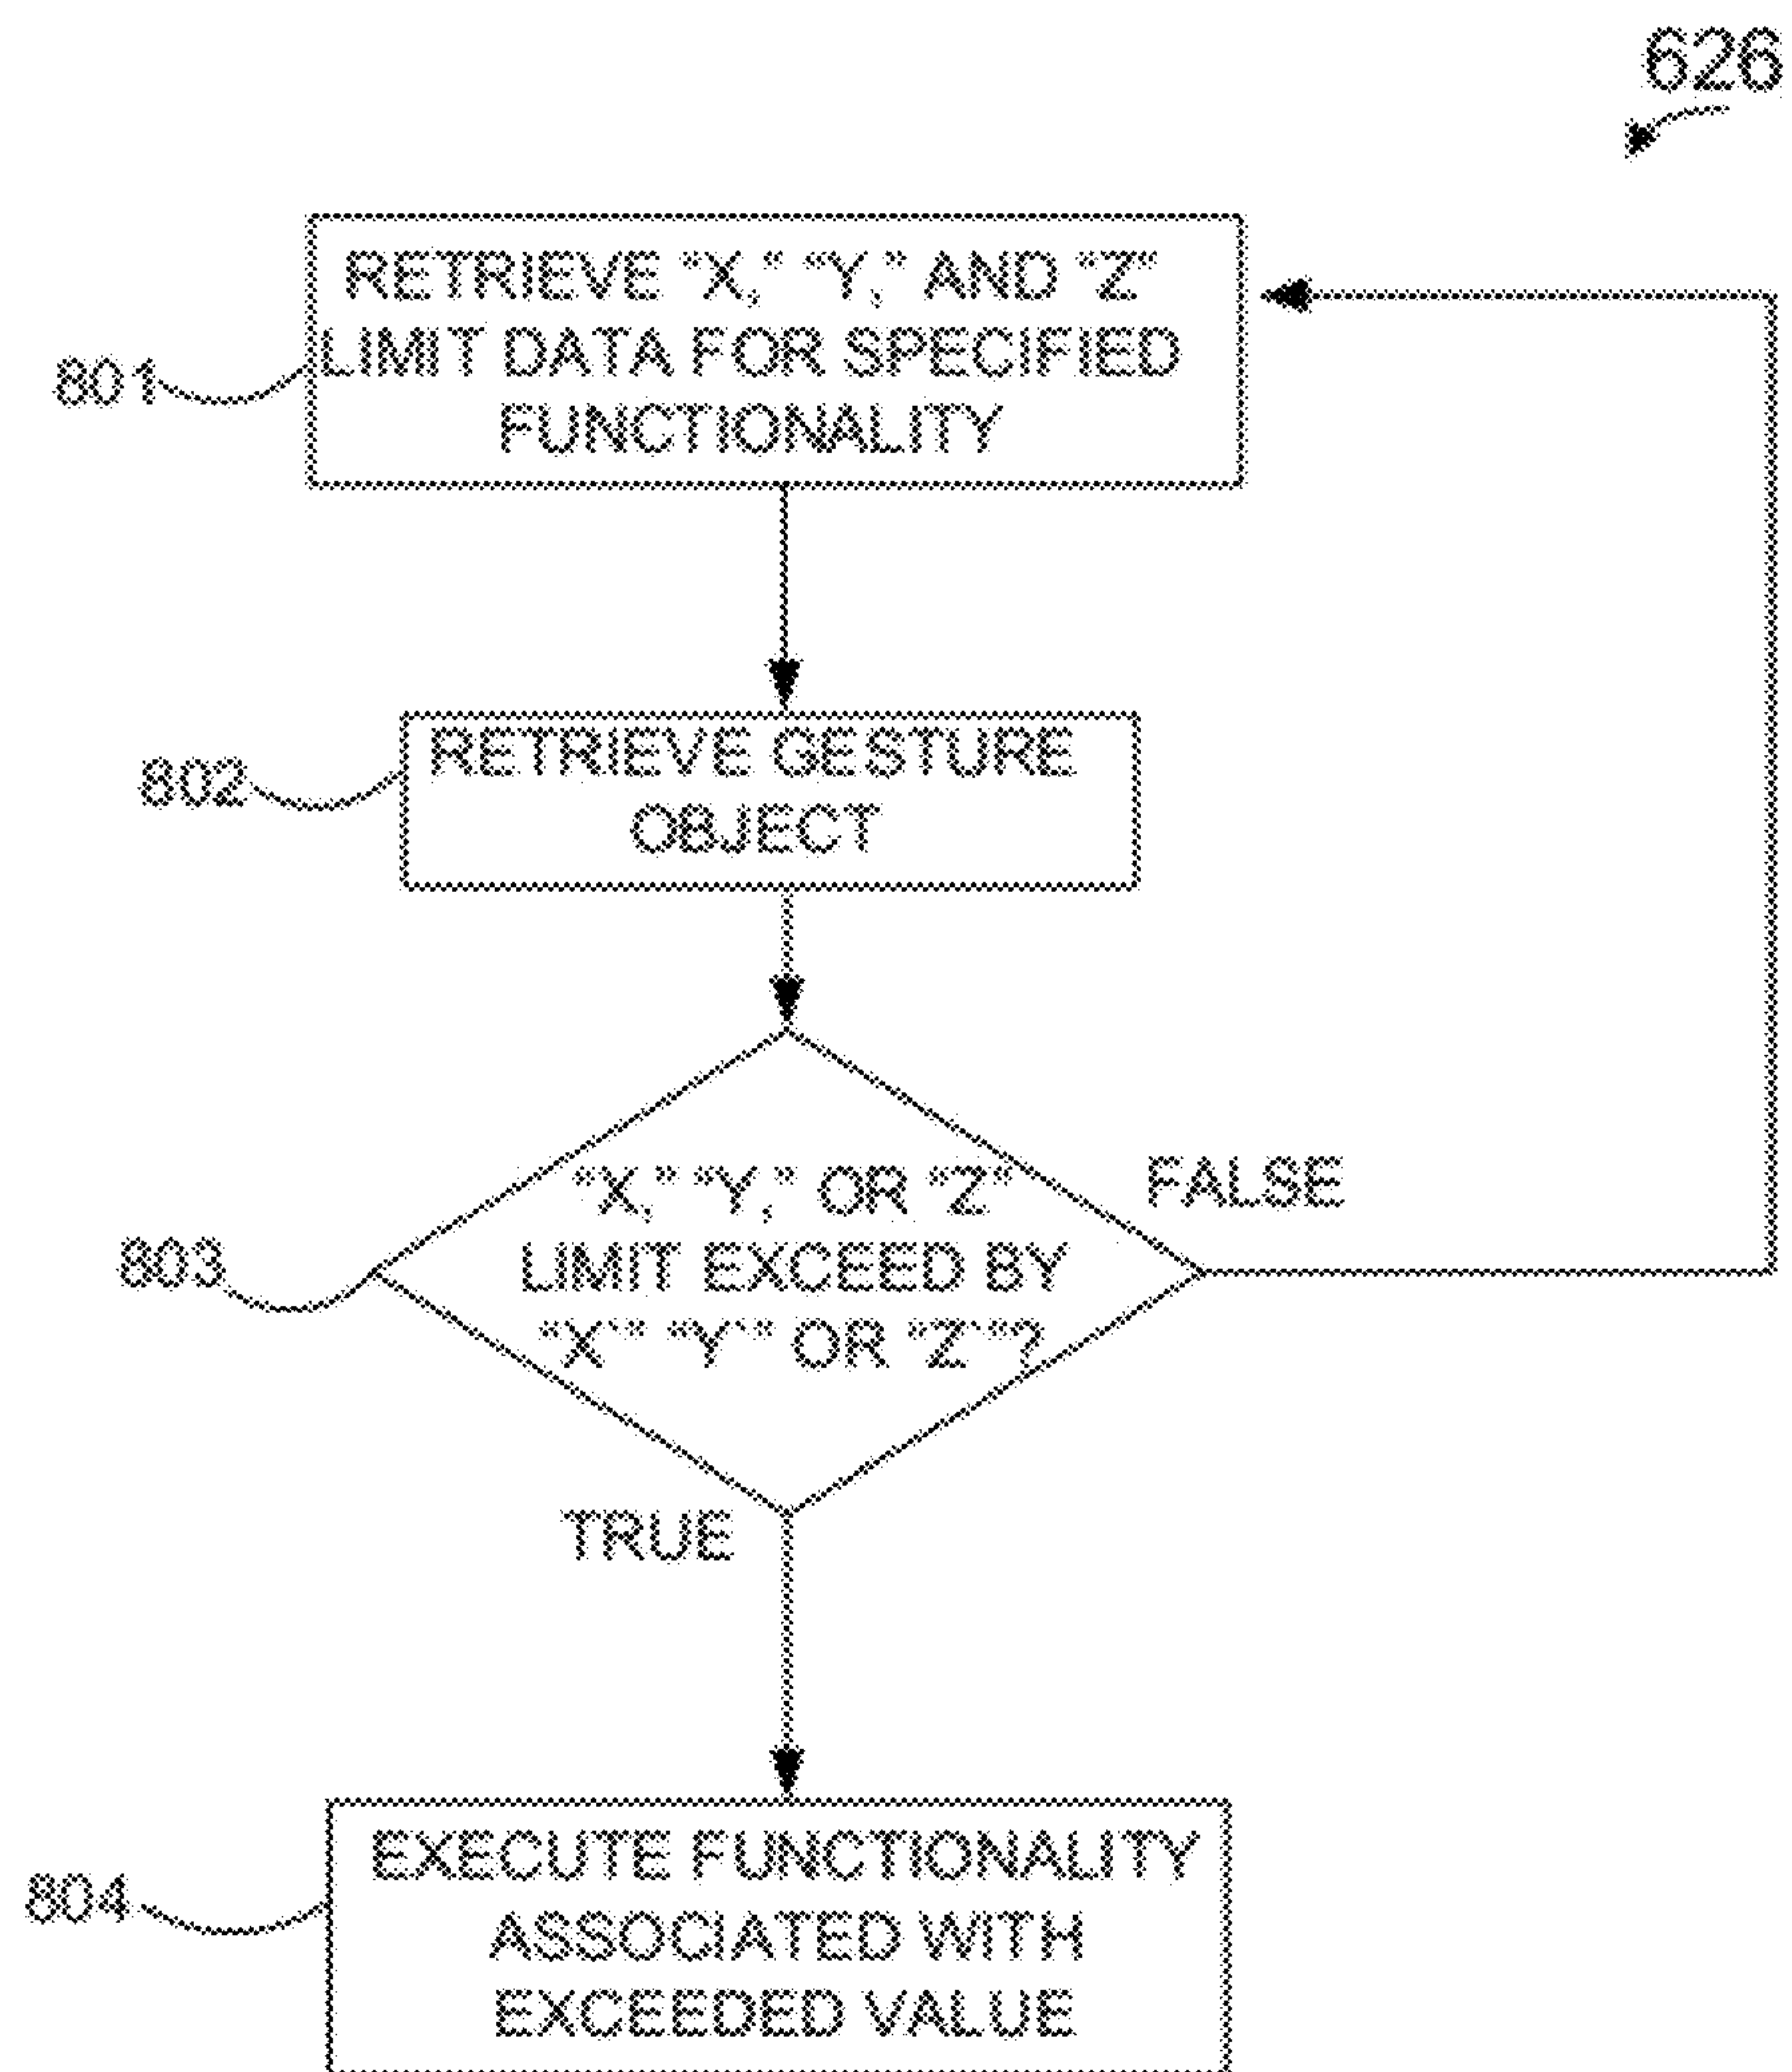 626
RETRIEVE “X,“ “Y,” AND “Z“
LIMIT DATA FOR SPECIFIED
FUNCTIONALITY
801
RETRIEVE GESTURE
OBJECT
802
“X,” “Y,” OR “Z”
LIMIT EXCEED BY
“X'” “Y'” OR “Z'”?
803
FALSE
TRUE
EXECUTE FUNCTIONALITY
ASSOCIATED WITH
EXCEEDED VALUE
804